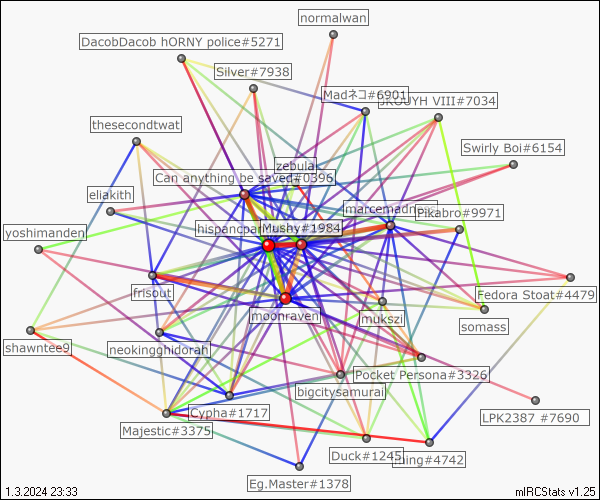 normalwan
DacobDacob hORNY police#5271
Silver#7938
Madネコ#6901
JKOUYH VIII#7034
thesecondtwat
Swirly Boi#6154
zebula
Can anything be saved#0396
eliakith
marcemadn
Pikabro#9971
hispancpan
Mushy#1984
yoshimanden
frisout
Fedora Stoat#4479
moonraven
mukszi
somass
shawntee9
neokingghidorah
Pocket Persona#3326
bigcitysamurai
Cypha#1717
LPK2387 #7690
Majestic#3375
Duck#1245
ming#4742
Eg.Master#1378
1.3.2024 23:33
mIRCStats v1.25